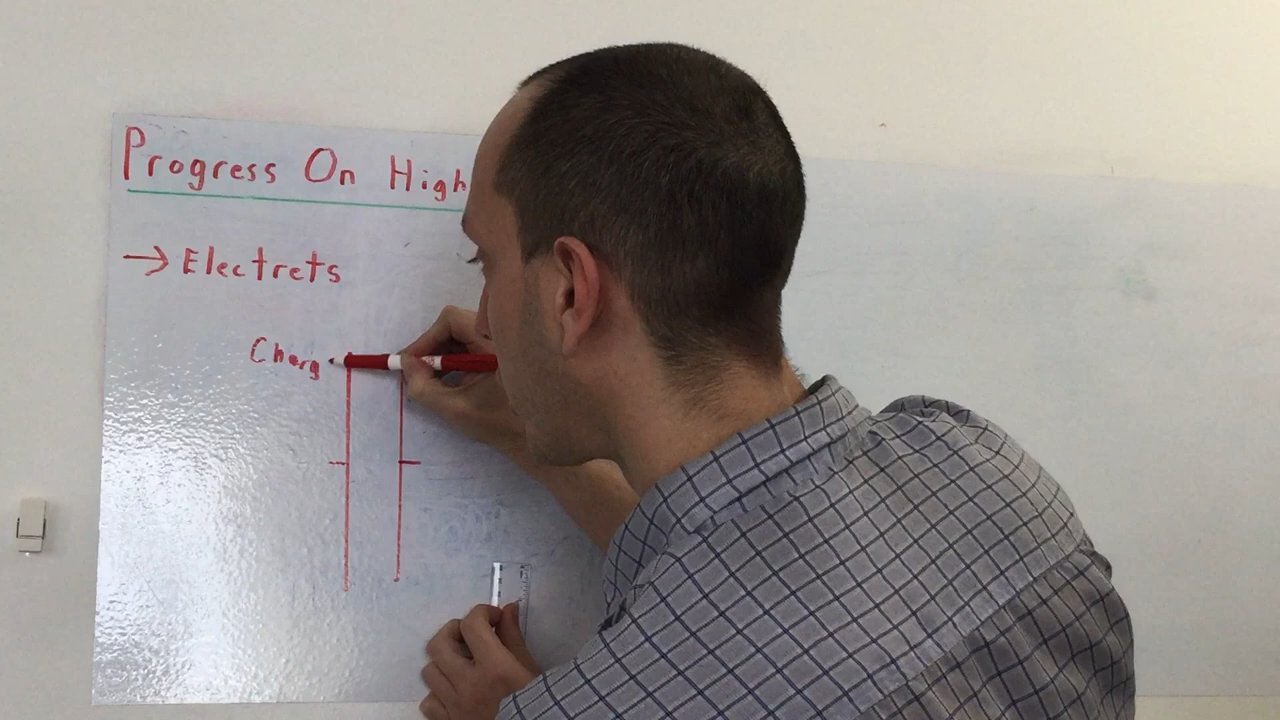 Progress On High
→ Electrets
Charg